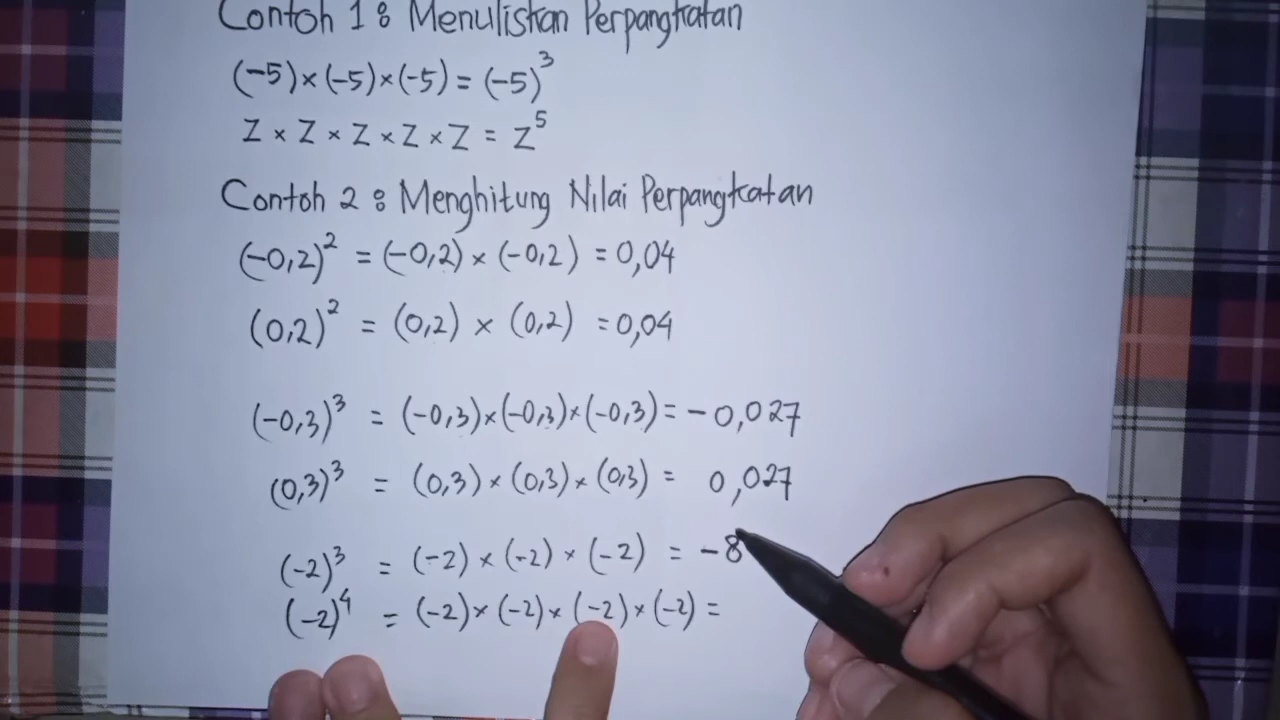 Contoh 1 : Menuliskan Perpangkatan
(-5)×(-5)×(-5) = (-5)³
Z × Z × Z × Z × Z = Z⁵
Contoh 2 : Menghitung Nilai Perpangkatan
(-0,2)² = (-0,2) × (-0,2) = 0,04
(0,2)² = (0,2) × (0,2) = 0,04
(-0,3)³ = (-0,3)×(-0,3)×(-0,3) = -0,027
(0,3)³ = (0,3) × (0,3) × (0,3) = 0,027
(-2)³ = (-2) × (-2) × (-2) = -8
(-2)⁴ = (-2) × (-2) × (-2) × (-2) =